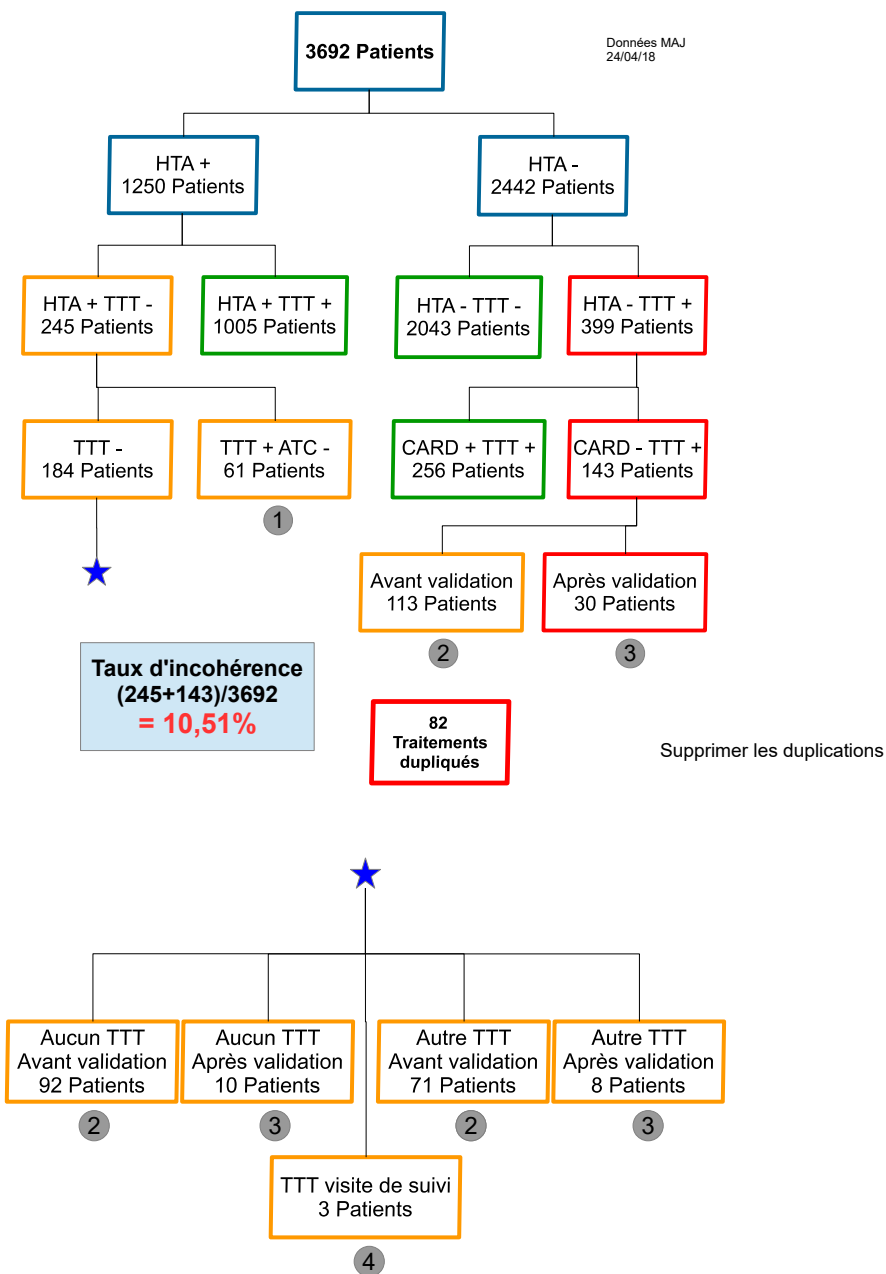 3692 Patients
Données MAJ
24/04/18
HTA +
1250 Patients
HTA -
2442 Patients
HTA + TTT -
245 Patients
HTA + TTT +
1005 Patients
HTA - TTT -
2043 Patients
HTA - TTT +
399 Patients
TTT -
184 Patients
TTT + ATC -
61 Patients
CARD + TTT +
256 Patients
CARD - TTT +
143 Patients
1
Avant validation
113 Patients
Après validation
30 Patients
2
3
Taux d'incohérence
(245+143)/3692
= 10,51%
82
Traitements
dupliqués
Supprimer les duplications
Aucun TTT
Avant validation
92 Patients
Aucun TTT
Après validation
10 Patients
Autre TTT
Avant validation
71 Patients
Autre TTT
Après validation
8 Patients
2
3
2
3
TTT visite de suivi
3 Patients
4